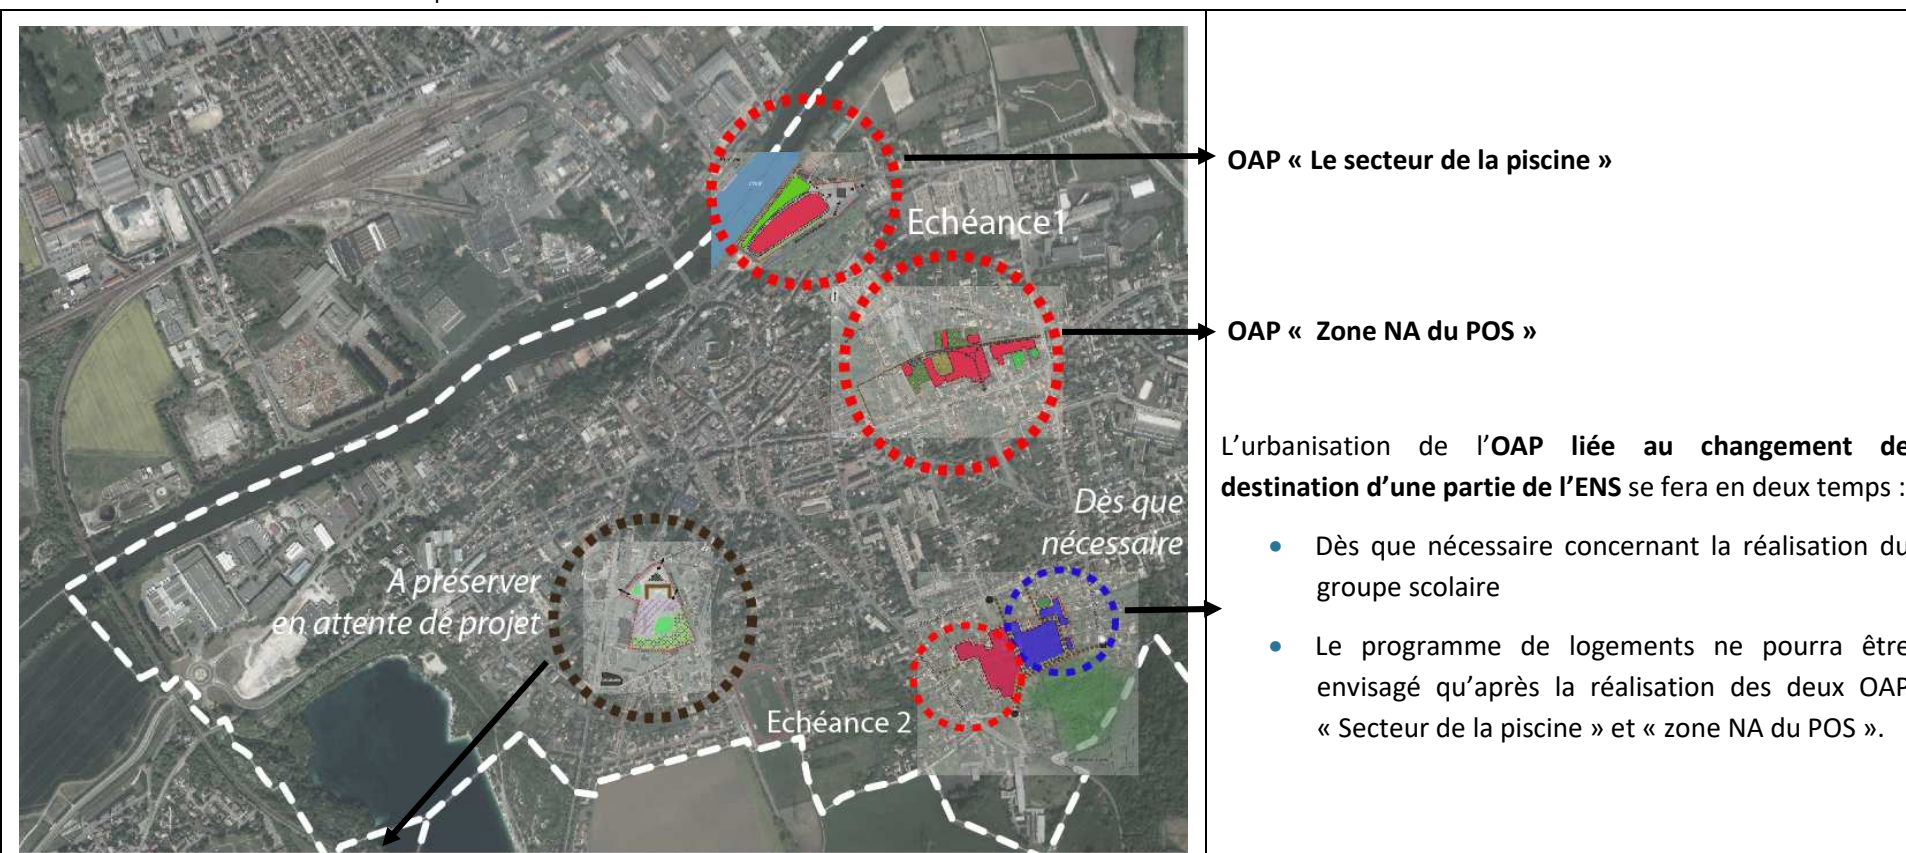 OAP « Le secteur de la piscine »
Echéance1
OAP « Zone NA du POS »
L'urbanisation de l'OAP liée au changement de
destination d'une partie de l'ENS se fera en deux temps :
• Dès que nécessaire concernant la réalisation du
groupe scolaire
• Le programme de logements ne pourra être
envisagé qu'après la réalisation des deux OAP
« Secteur de la piscine » et « zone NA du POS ».
Dès que
nécessaire
A préserver
en attente de projet
Echéance 2